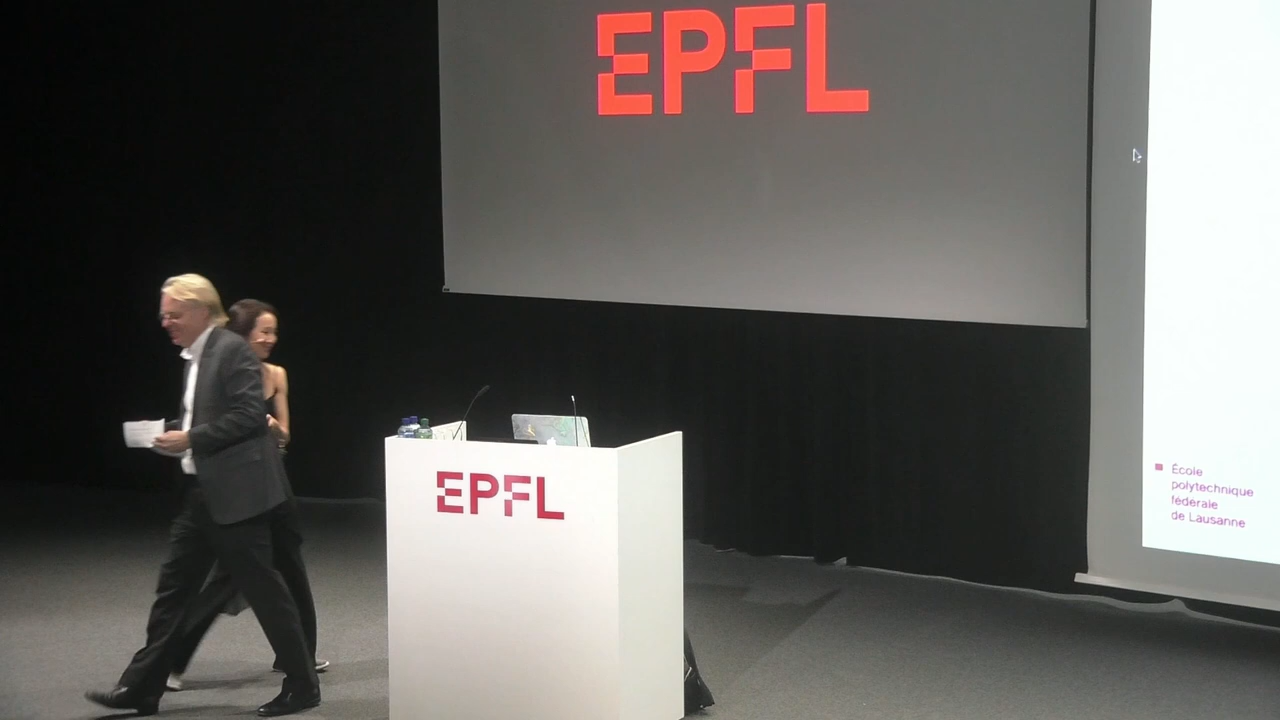 EPFL
EPFL
École
polytechnique
fédérale
de Lausanne